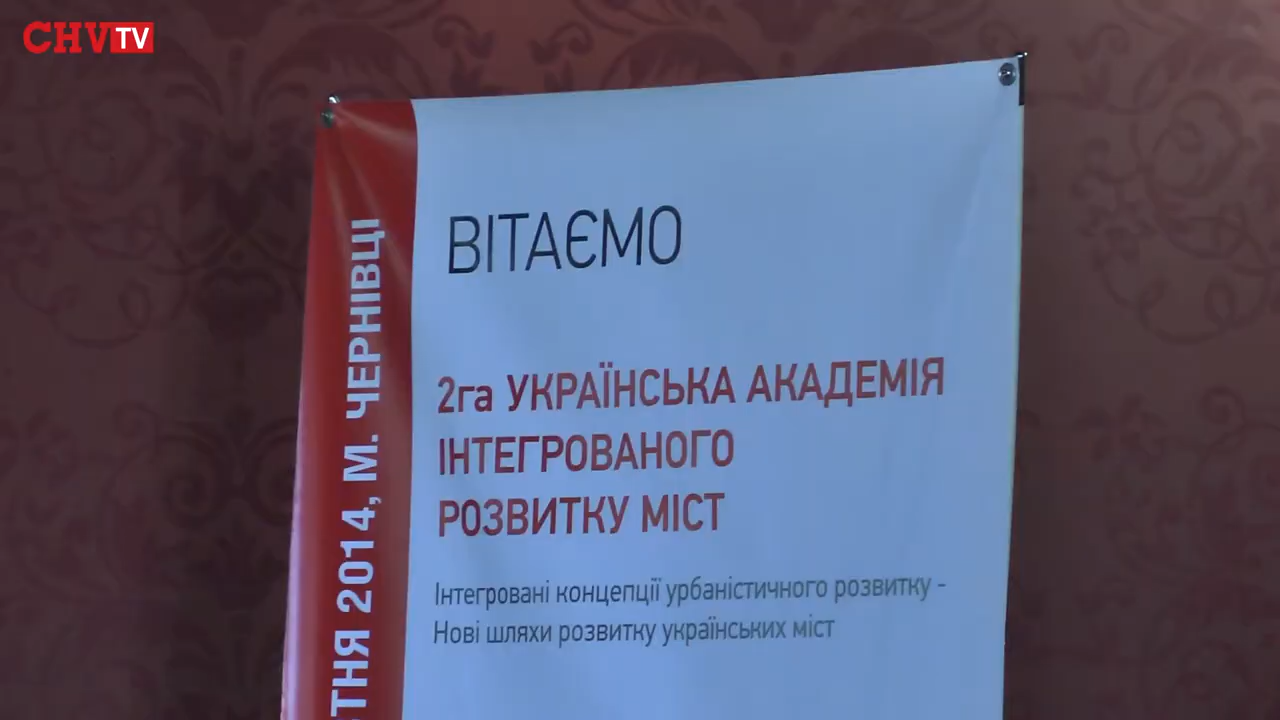 CHVTV
ВІТАЄМО
2га УКРАЇНСЬКА АКАДЕМІЯ
ІНТЕГРОВАНОГО
РОЗВИТКУ МІСТ
Інтегровані концепції урбаністичного розвитку -
Нові шляхи розвитку українських міст
2014, М. ЧЕРНІВЦІ